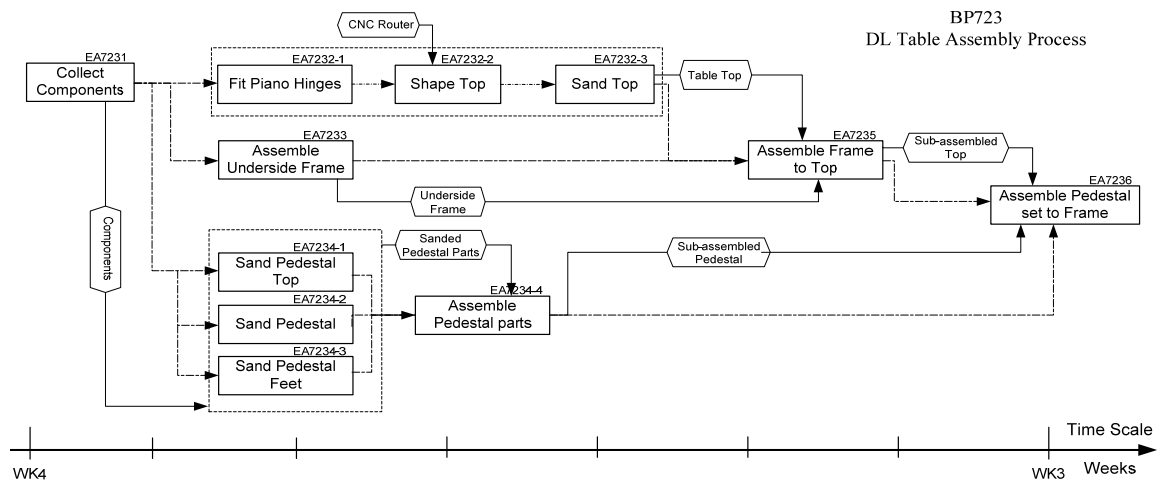 BP723
DL Table Assembly Process
CNC Router
EA7231
Collect
Components
EA7232-1
Fit Piano Hinges
EA7232-2
Shape Top
EA7232-3
Sand Top
Table Top
EA7233
Assemble
Underside Frame
EA7235
Assemble Frame
to Top
Sub-assembled
Top
EA7236
Assemble Pedestal
set to Frame
Underside
Frame
Components
EA7234-1
Sand Pedestal
Top
Sanded
Pedestal Parts
Sub-assembled
Pedestal
EA7234-2
Sand Pedestal
EA7234-4
Assemble
Pedestal parts
EA7234-3
Sand Pedestal
Feet
Time Scale
WK4
WK3
Weeks